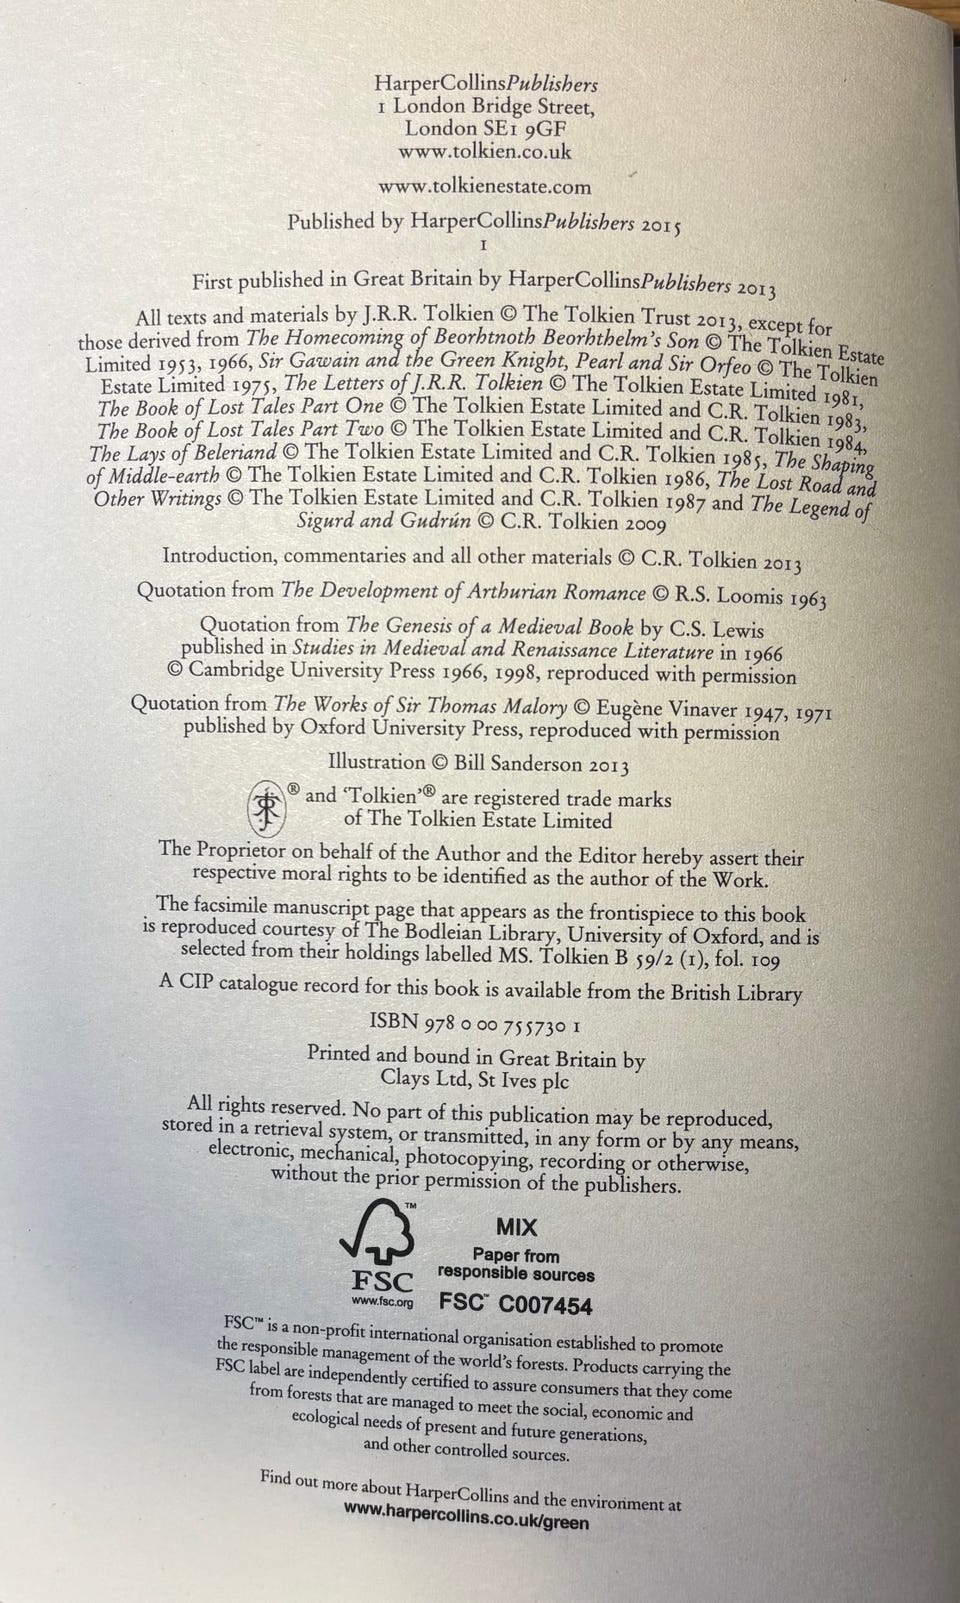 HarperCollinsPublishers
1 London Bridge Street,
London SE1 9GF
www.tolkien.co.uk
www.tolkienestate.com
Published by HarperCollinsPublishers 2015
1
First published in Great Britain by HarperCollinsPublishers 2013
All texts and materials by J.R.R. Tolkien © The Tolkien Trust 2013, except for
those derived from The Homecoming of Beorhtnoth Beorhthelm's Son © The Tolkien Estate
Limited 1953, 1966, Sir Gawain and the Green Knight, Pearl and Sir Orfeo © The Tolkien
Estate Limited 1975, The Letters of J.R.R. Tolkien © The Tolkien Estate Limited 1981,
The Book of Lost Tales Part One © The Tolkien Estate Limited and C.R. Tolkien 1983,
The Book of Lost Tales Part Two © The Tolkien Estate Limited and C.R. Tolkien 1984,
The Lays of Beleriand © The Tolkien Estate Limited and C.R. Tolkien 1985, The Shaping
of Middle-earth © The Tolkien Estate Limited and C.R. Tolkien 1986, The Lost Road and
Other Writings © The Tolkien Estate Limited and C.R. Tolkien 1987 and The Legend of
Sigurd and Gudrún © C.R. Tolkien 2009
Introduction, commentaries and all other materials © C.R. Tolkien 2013
Quotation from The Development of Arthurian Romance © R.S. Loomis 1963
Quotation from The Genesis of a Medieval Book by C.S. Lewis
published in Studies in Medieval and Renaissance Literature in 1966
© Cambridge University Press 1966, 1998, reproduced with permission
Quotation from The Works of Sir Thomas Malory © Eugène Vinaver 1947, 1971
published by Oxford University Press, reproduced with permission
Illustration © Bill Sanderson 2013
® and ‘Tolkien’® are registered trade marks
of The Tolkien Estate Limited
The Proprietor on behalf of the Author and the Editor hereby assert their
respective moral rights to be identified as the author of the Work.
The facsimile manuscript page that appears as the frontispiece to this book
is reproduced courtesy of The Bodleian Library, University of Oxford, and is
selected from their holdings labelled MS. Tolkien B 59/2 (1), fol. 109
A CIP catalogue record for this book is available from the British Library
ISBN 978 0 00 755730 1
Printed and bound in Great Britain by
Clays Ltd, St Ives plc
All rights reserved. No part of this publication may be reproduced,
stored in a retrieval system, or transmitted, in any form or by any means,
electronic, mechanical, photocopying, recording or otherwise,
without the prior permission of the publishers.
™
FSC
www.fsc.org
MIX
Paper from
responsible sources
FSC™ C007454
FSC™ is a non-profit international organisation established to promote
the responsible management of the world's forests. Products carrying the
FSC label are independently certified to assure consumers that they come
from forests that are managed to meet the social, economic and
ecological needs of present and future generations,
and other controlled sources.
Find out more about HarperCollins and the environment at
www.harpercollins.co.uk/green